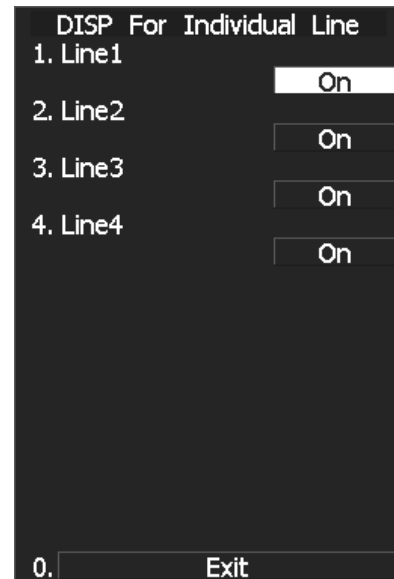 DISP For Individual Line
1. Line1
On
2. Line2
On
3. Line3
On
4. Line4
On
0. Exit